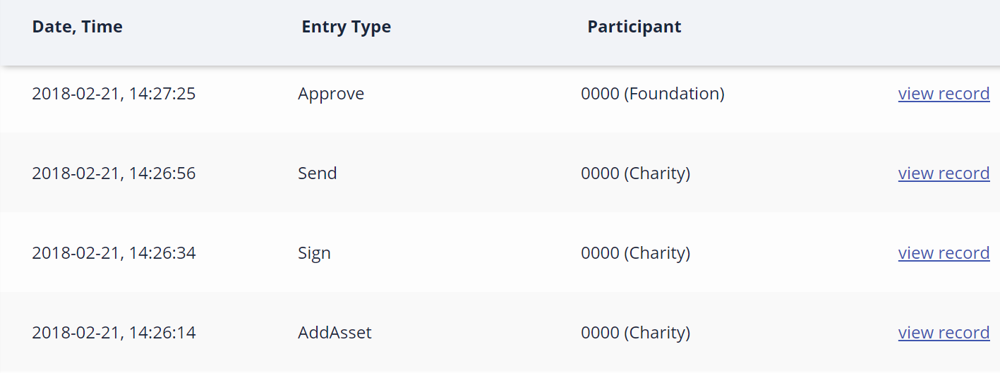 Date, Time Entry Type Participant
2018-02-21, 14:27:25 Approve 0000 (Foundation) view record
2018-02-21, 14:26:56 Send 0000 (Charity) view record
2018-02-21, 14:26:34 Sign 0000 (Charity) view record
2018-02-21, 14:26:14 AddAsset 0000 (Charity) view record